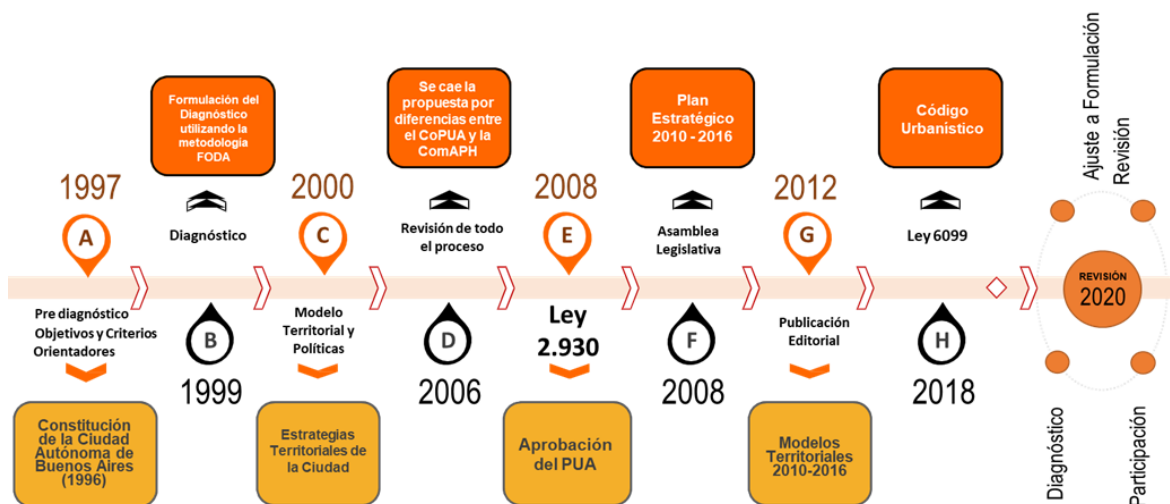 Formulación del
Diagnóstico
utilizando la
metodología
FODA
Se cae la
propuesta por
diferencias entre
el CoPUA y la
ComAPH
Plan
Estratégico
2010 - 2016
Código
Urbanístico
Ajuste a Formulación
Revisión
1997
2000
2008
2012
A
Diagnóstico
C
Revisión de todo
el proceso
E
Asamblea
Legislativa
G
Ley 6099
REVISIÓN
2020
Pre diagnóstico
Objetivos y Criterios
Orientadores
B
1999
Modelo
Territorial y
Políticas
D
2006
Ley
2.930
F
2008
Publicación
Editorial
H
2018
Constitución
de la Ciudad
Autónoma de
Buenos Aires
(1996)
Estrategias
Territoriales de
la Ciudad
Aprobación
del PUA
Modelos
Territoriales
2010-2016
Diagnóstico
Participación